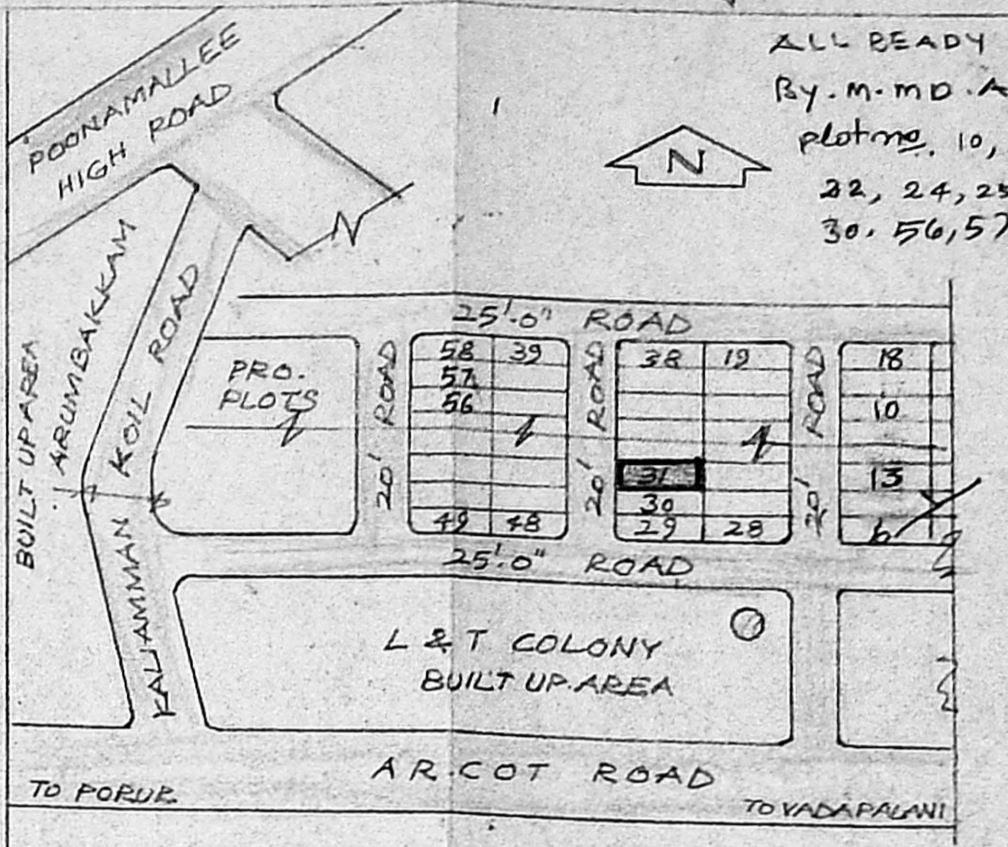 ALL READY
By. M. MD. A
plot no. 10,
22, 24, 25
30. 56, 57
POONAMALLEE
HIGH ROAD
N
BUILT UP AREA
ARUMBAKKAM
KALIAMMAN KOIL ROAD
25'.0" ROAD
PRO.
PLOTS
20' ROAD
58 39
57
56
49 48
20' ROAD
38 19
31
30
29 28
20' ROAD
18
10
13
6
25'.0" ROAD
L & T COLONY
BUILT UP.AREA
AR.COT ROAD
TO PORUR
TO VADAPALANI